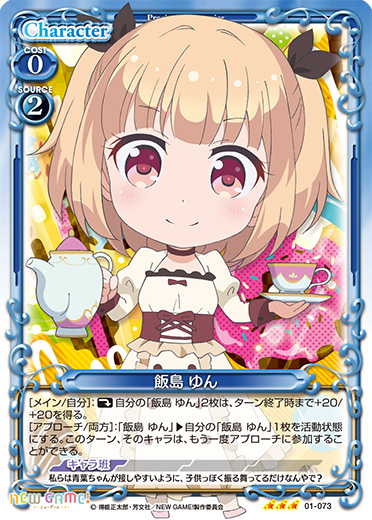 Character
COST
0
SOURCE
2
飯島 ゆん
[メイン/自分]: 自分の「飯島 ゆん」2枚は、ターン終了時まで+20/
+20を得る。
[アプローチ/両方]:「飯島 ゆん」▶自分の「飯島 ゆん」1枚を活動状態
にする。このターン、そのキャラは、もう一度アプローチに参加するこ
とができる。
キャラ班
私らは青葉ちゃんが接しやすいように、子供っぽく振る舞ってるだけなんやで?
NEW GAME!
© 得能正太郎・芳文社/NEW GAME!製作委員会
★★★ 01-073